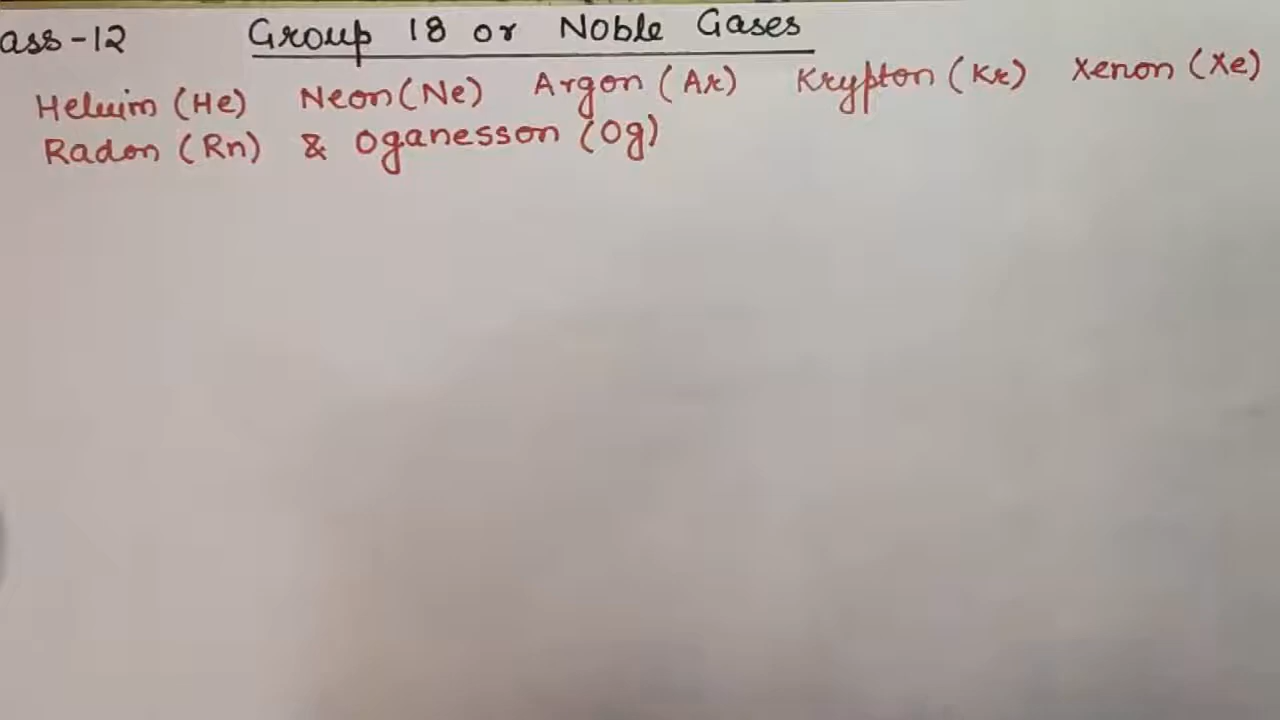 ass-12 Group 18 or Noble Gases
Heluim (He) Neon (Ne) Argon (Ar) Krypton (Kr) Xenon (Xe)
Radon (Rn) & Oganesson (Og)